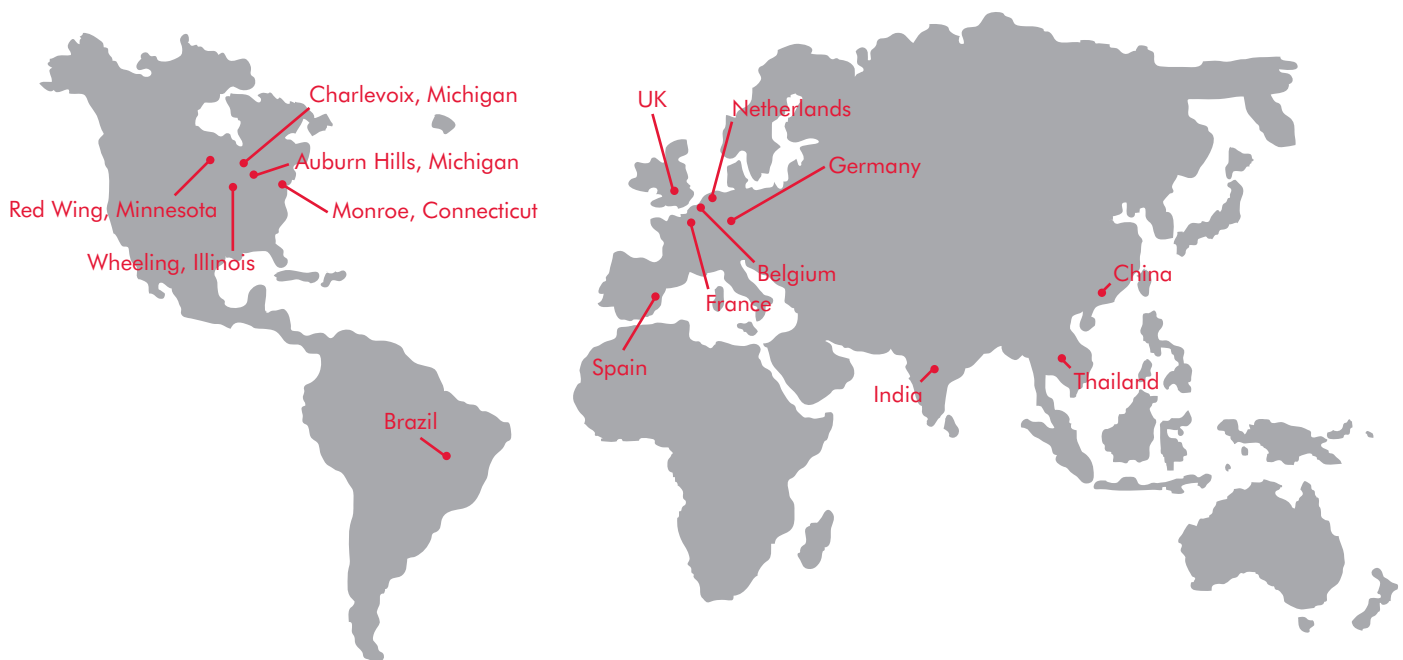 Charlevoix, Michigan
Auburn Hills, Michigan
Red Wing, Minnesota
Monroe, Connecticut
Wheeling, Illinois
Brazil
UK
Netherlands
Germany
Belgium
France
Spain
China
India
Thailand